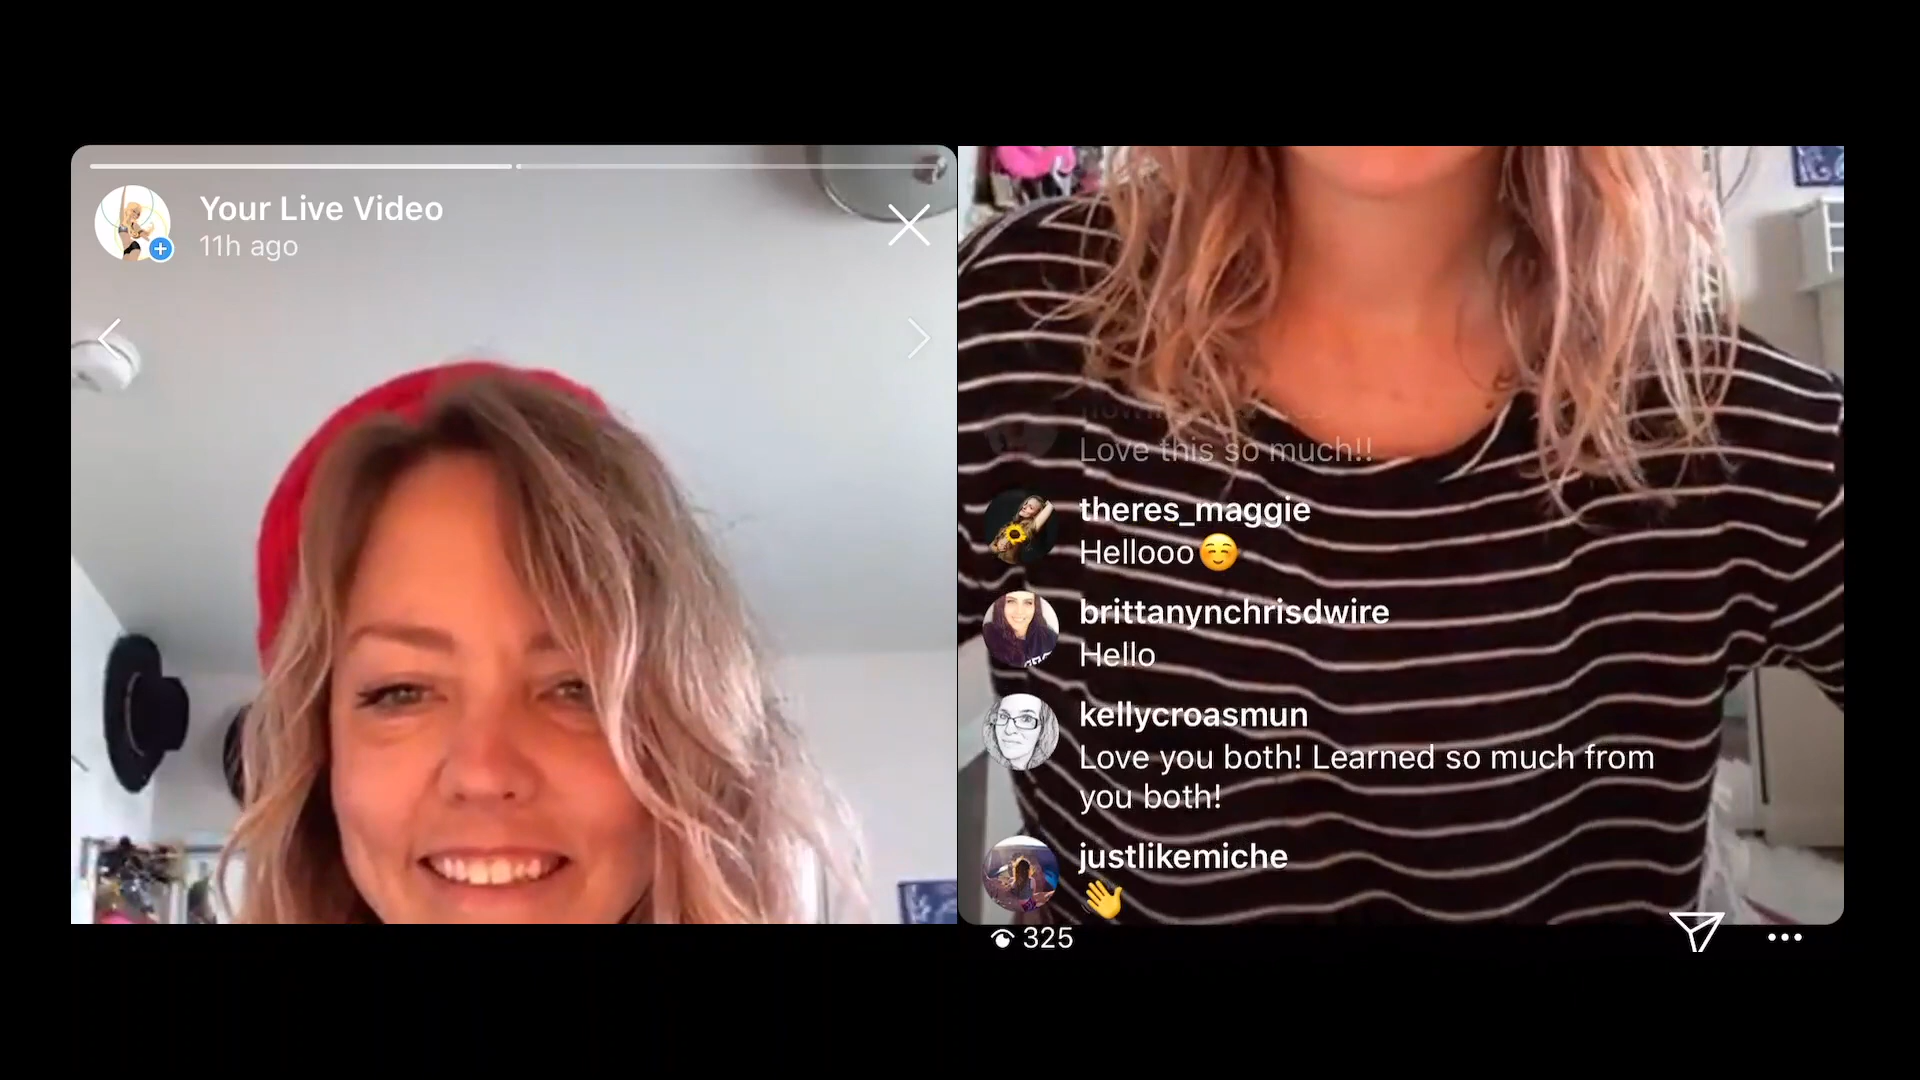 Your Live Video
11h ago
Love this so much!!
theres_maggie
Hellooo☺️
brittanynchrisdwire
Hello
kellycroasmun
Love you both! Learned so much from
you both!
justlikemiche
👋
325